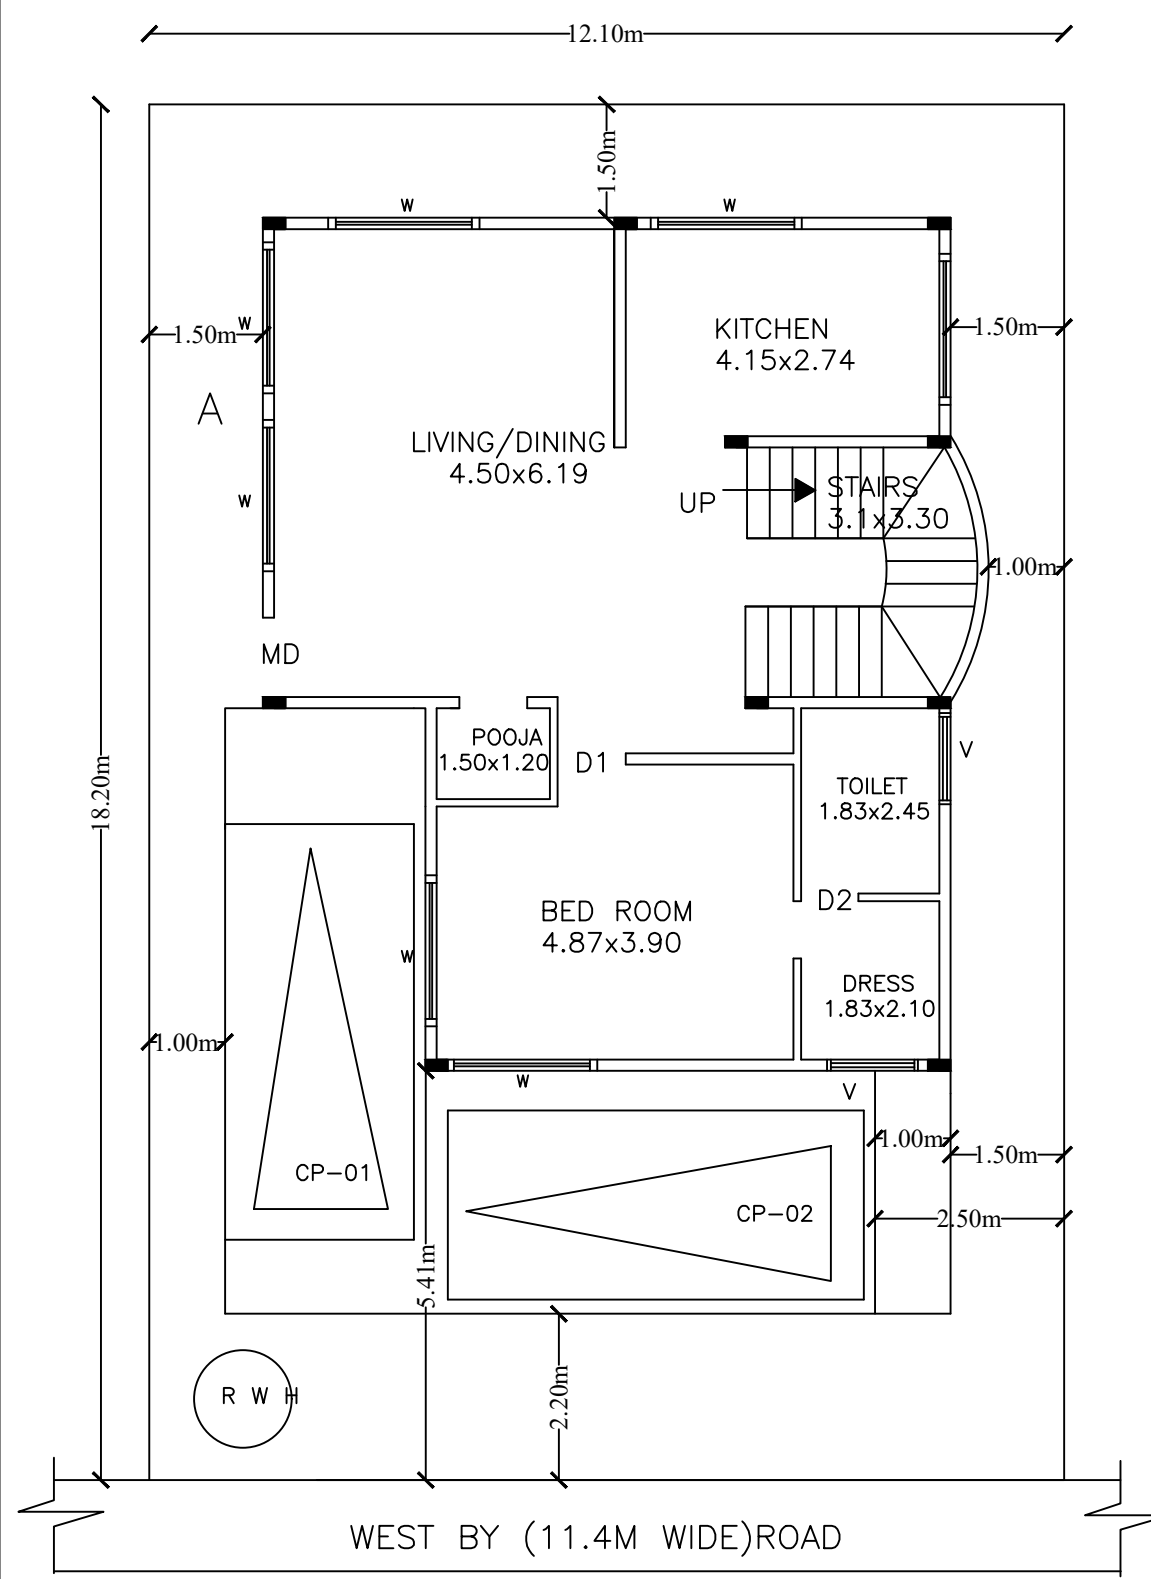 12.10m
1.50m
W
W
W
1.50m
KITCHEN
4.15x2.74
1.50m
A
LIVING/DINING
4.50x6.19
W
UP
STAIRS
3.1x3.30
1.00m
MD
POOJA
1.50x1.20
D1
V
18.20m
TOILET
1.83x2.45
D2
BED ROOM
4.87x3.90
W
DRESS
1.83x2.10
1.00m
W
V
1.00m
1.50m
CP-01
CP-02
2.50m
5.41m
2.20m
R W H
WEST BY (11.4M WIDE)ROAD